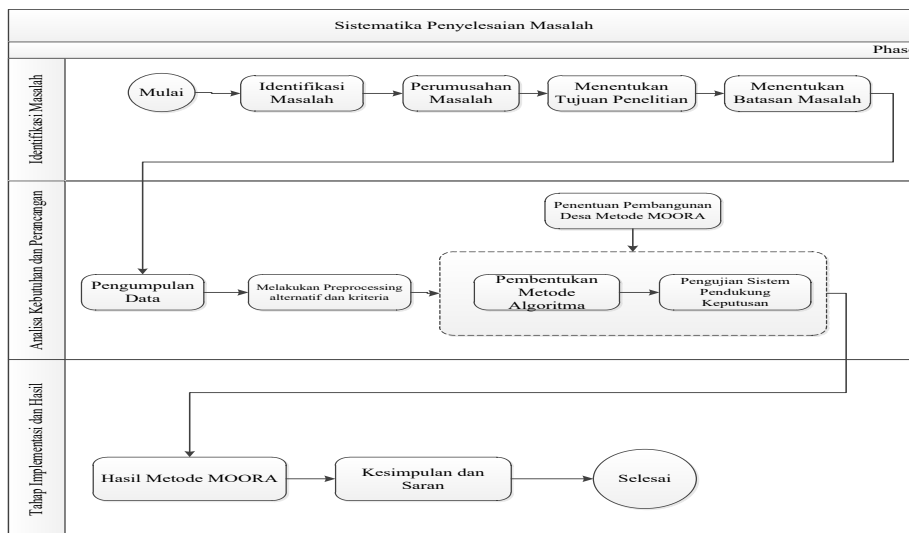 Sistematika Penyelesaian Masalah
Phase
Identifikasi Masalah
Mulai
Identifikasi
Masalah
Perumusahan
Masalah
Menentukan
Tujuan Penelitian
Menentukan
Batasan Masalah
Analisa Kebutuhan dan Perancangan
Penentuan Pembangunan
Desa Metode MOORA
Pengumpulan
Data
Melakukan Preprocessing
alternatif dan kriteria
Pembentukan
Metode
Algoritma
Pengujian Sistem
Pendukung
Keputusan
Tahap Implementasi dan Hasil
Hasil Metode MOORA
Kesimpulan dan
Saran
Selesai